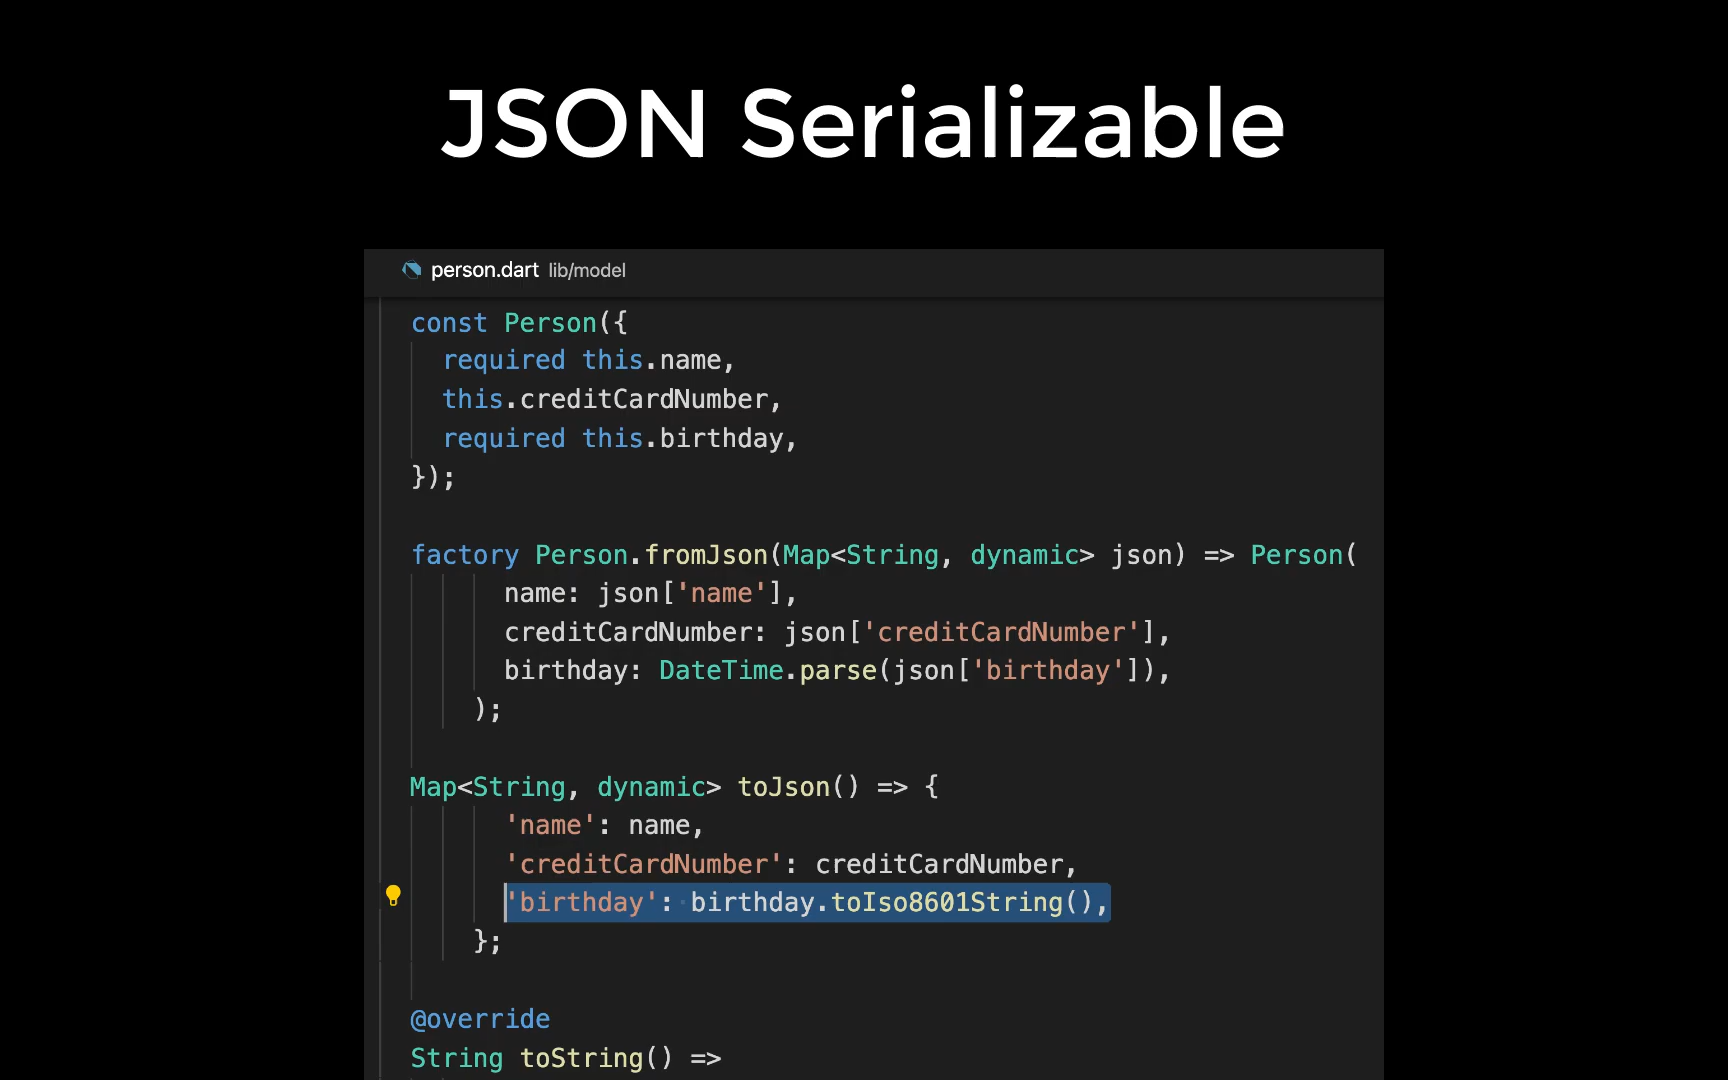 JSON Serializable
person.dart lib/model
const Person({
required this.name,
this.creditCardNumber,
required this.birthday,
});
factory Person.fromJson(Map<String, dynamic> json) => Person(
name: json['name'],
creditCardNumber: json['creditCardNumber'],
birthday: DateTime.parse(json['birthday']),
);
Map<String, dynamic> toJson() => {
'name': name,
'creditCardNumber': creditCardNumber,
'birthday': birthday.toIso8601String(),
};
@override
String toString() =>